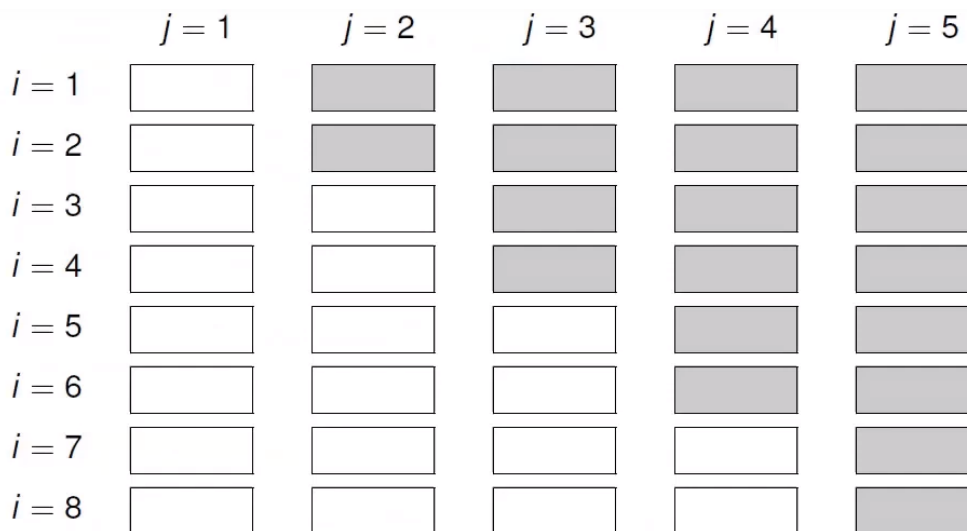 j = 1 j = 2 j = 3 j = 4 j = 5
i = 1
i = 2
i = 3
i = 4
i = 5
i = 6
i = 7
i = 8